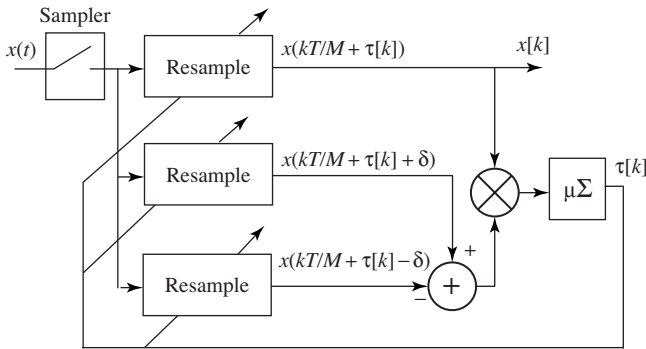 Sampler
x(t)
Resample
x(kT/M + τ[k])
x[k]
Resample
x(kT/M + τ[k] + δ)
μΣ
τ[k]
Resample
x(kT/M + τ[k] – δ)
+
–
+